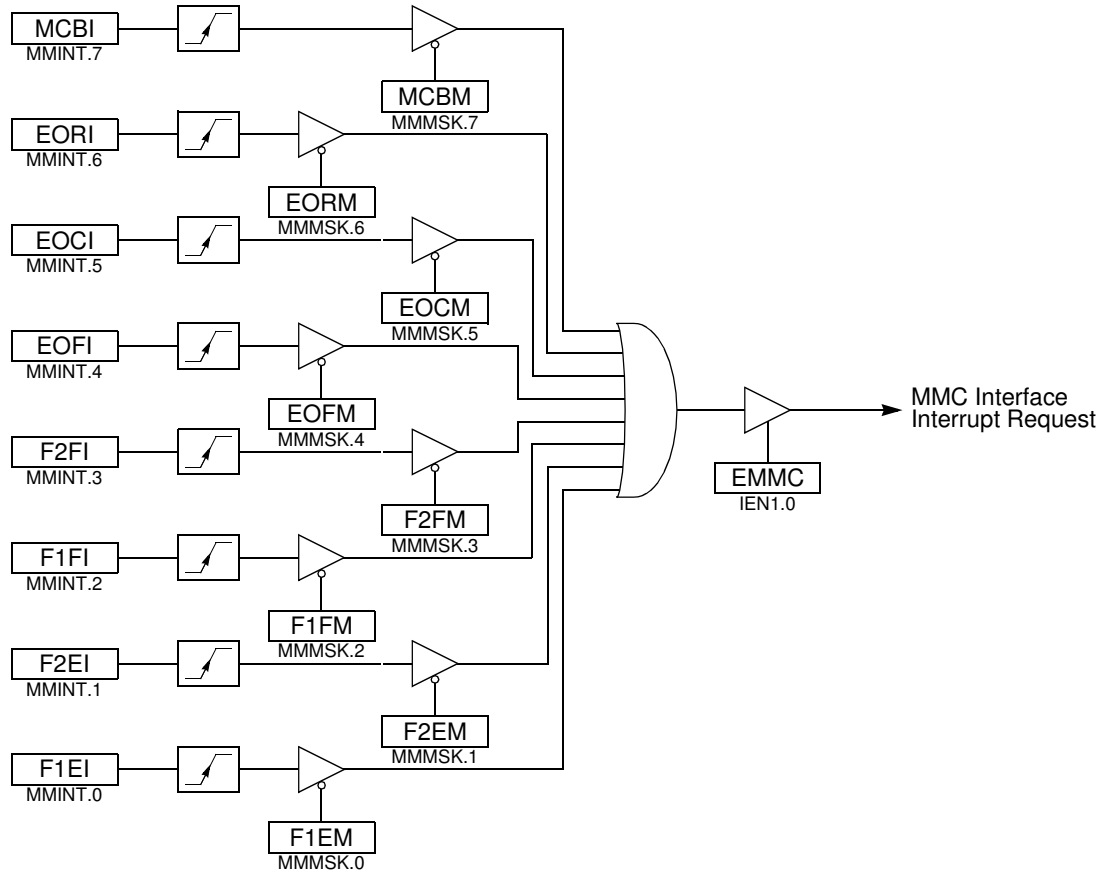 MCBI
MMINT.7
MCBM
MMMSK.7
EORI
MMINT.6
EORM
MMMSK.6
EOCI
MMINT.5
EOCM
MMMSK.5
EOFI
MMINT.4
EOFM
MMMSK.4
F2FI
MMINT.3
F2FM
MMMSK.3
F1FI
MMINT.2
F1FM
MMMSK.2
F2EI
MMINT.1
F2EM
MMMSK.1
F1EI
MMINT.0
F1EM
MMMSK.0
MMC Interface
Interrupt Request
EMMC
IEN1.0